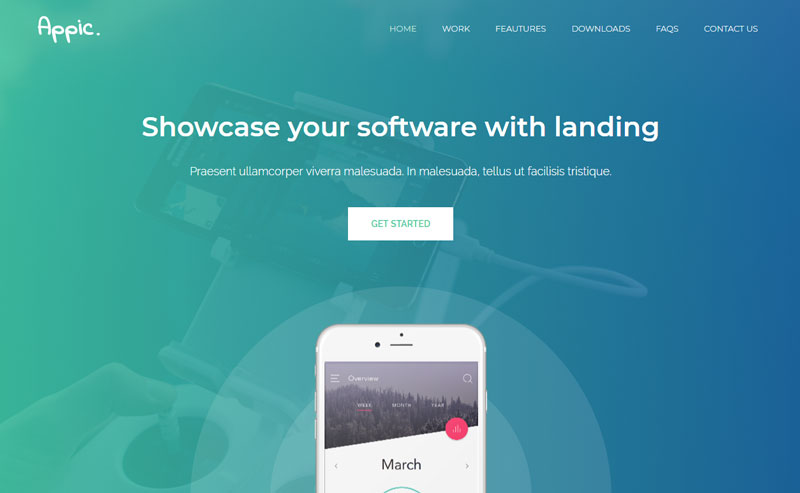 Appic.
HOME WORK FEAUTURES DOWNLOADS FAQS CONTACT US
Showcase your software with landing
Praesent ullamcorper viverra malesuada. In malesuada, tellus ut facilisis tristique.
GET STARTED
Overview
WEEK MONTH YEAR
March